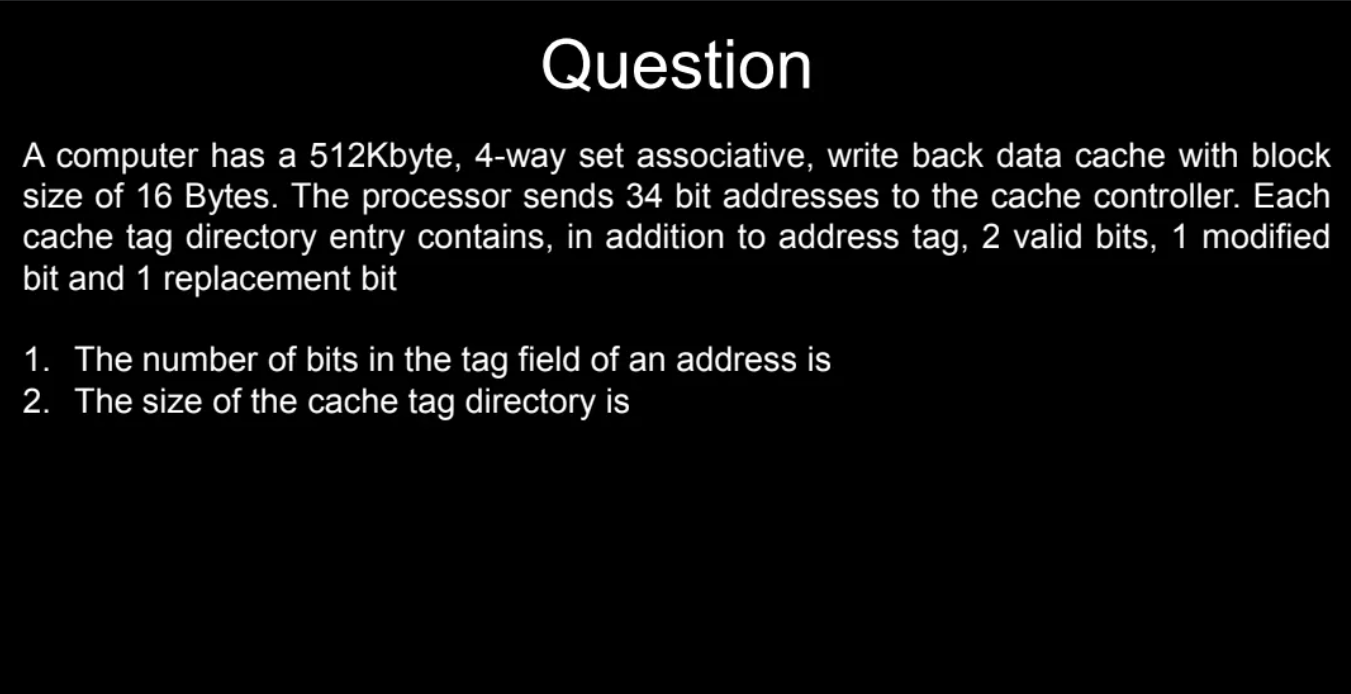 Question
A computer has a 512Kbyte, 4-way set associative, write back data cache with block
size of 16 Bytes. The processor sends 34 bit addresses to the cache controller. Each
cache tag directory entry contains, in addition to address tag, 2 valid bits, 1 modified
bit and 1 replacement bit
1. The number of bits in the tag field of an address is
2. The size of the cache tag directory is